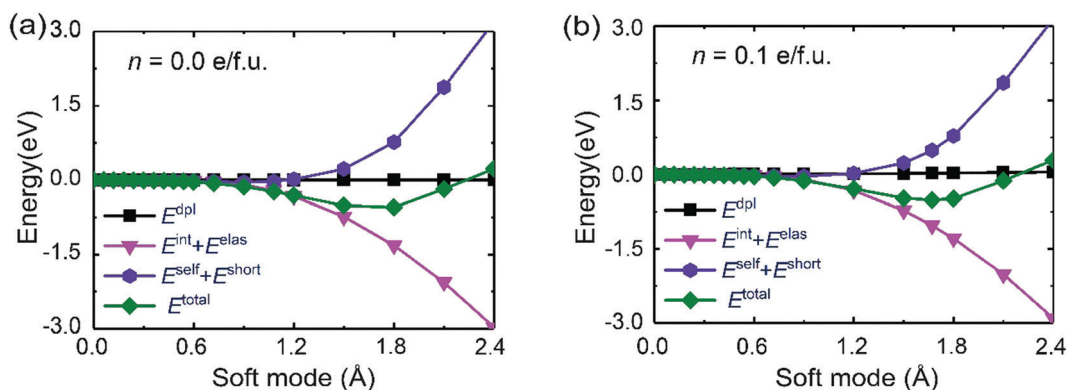 (a)
n = 0.0 e/f.u.
Energy(eV)
3.0
1.5
0.0
-1.5
-3.0
E^dpl
E^int+E^elas
E^self+E^short
E^total
0.0 0.6 1.2 1.8 2.4
Soft mode (Å)
(b)
n = 0.1 e/f.u.
Energy(eV)
3.0
1.5
0.0
-1.5
-3.0
E^dpl
E^int+E^elas
E^self+E^short
E^total
0.0 0.6 1.2 1.8 2.4
Soft mode (Å)